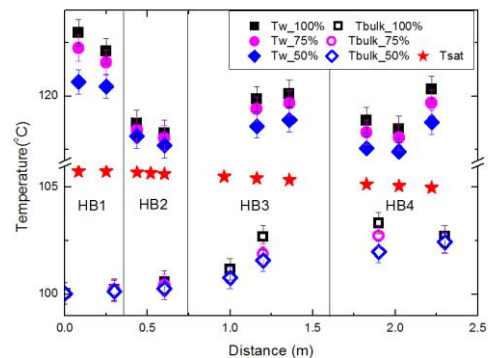 Tw_100% Tbulk_100%
Tw_75% Tbulk_75%
Tw_50% Tbulk_50% Tsat
120
105
100
Temperature(°C)
HB1 HB2 HB3 HB4
0.0 0.5 1.0 1.5 2.0 2.5
Distance (m)